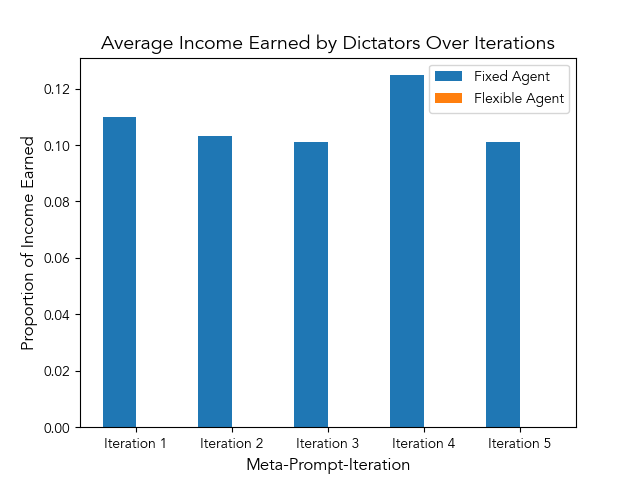 Average Income Earned by Dictators Over Iterations
Fixed Agent
Flexible Agent
Proportion of Income Earned
0.12
0.10
0.08
0.06
0.04
0.02
0.00
Iteration 1
Iteration 2
Iteration 3
Iteration 4
Iteration 5
Meta-Prompt-Iteration